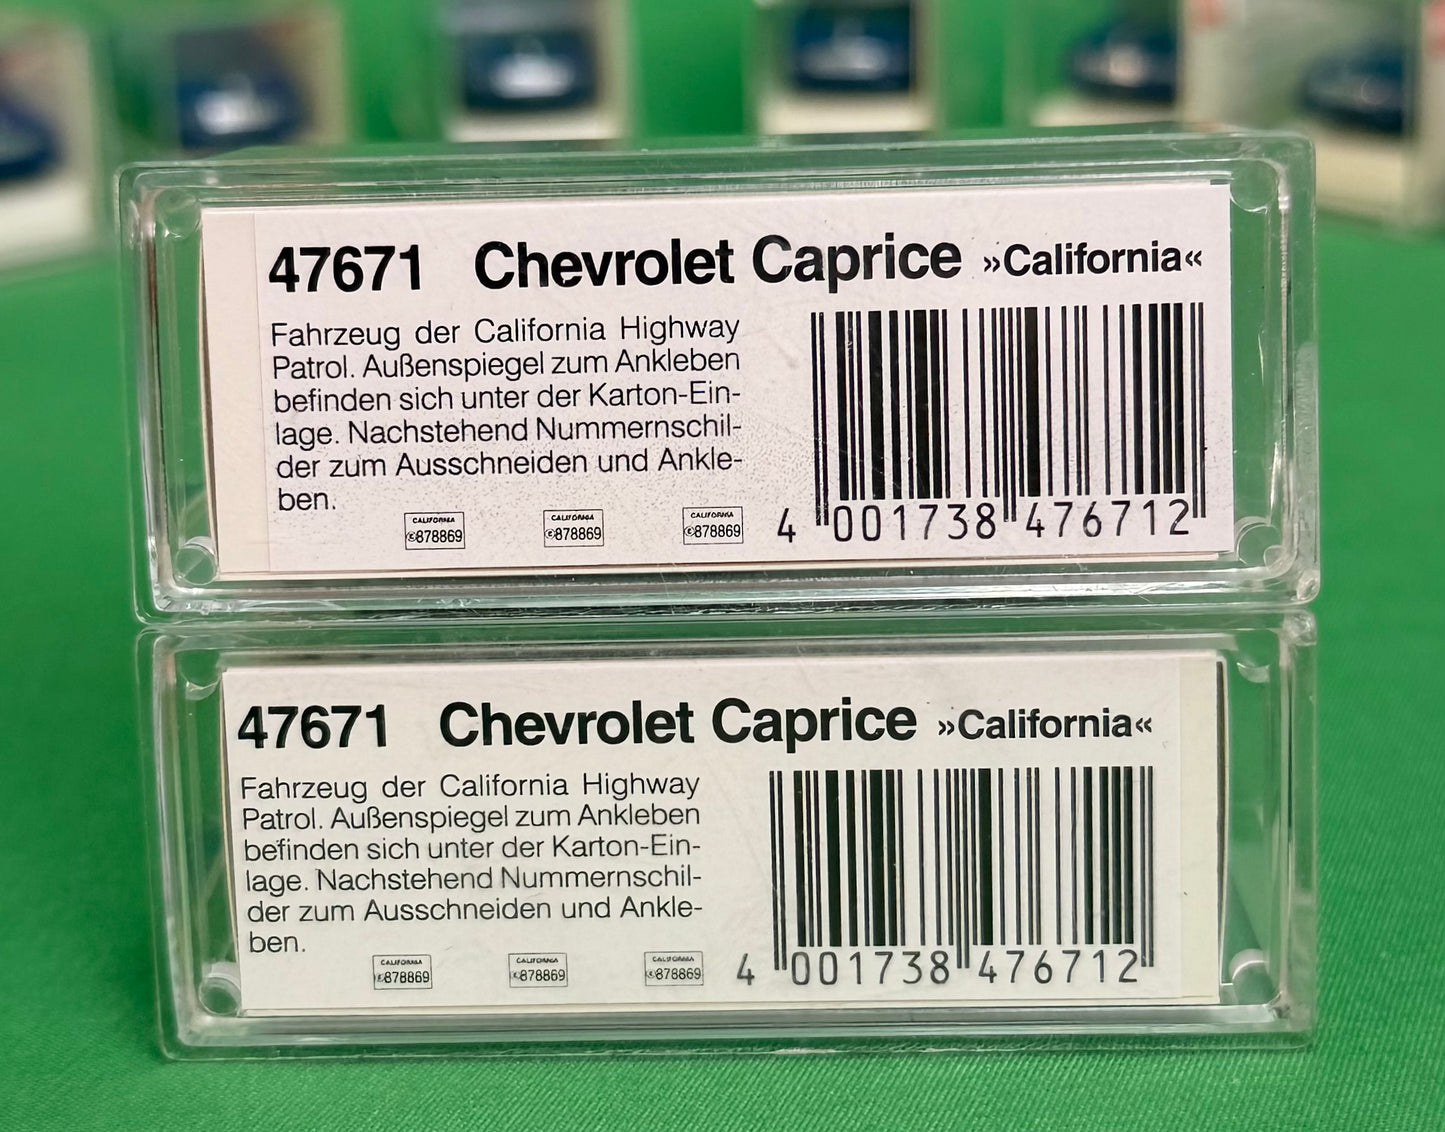 47671 Chevrolet Caprice »California«
Fahrzeug der California Highway
Patrol. Außenspiegel zum Ankleben
befinden sich unter der Karton-Ein-
lage. Nachstehend Nummernschil-
der zum Ausschneiden und Ankle-
ben.
CALIFORNIA CALIFORNIA CALIFORNIA
878869 878869 878869
4 001738 476712
47671 Chevrolet Caprice »California«
Fahrzeug der California Highway
Patrol. Außenspiegel zum Ankleben
befinden sich unter der Karton-Ein-
lage. Nachstehend Nummernschil-
der zum Ausschneiden und Ankle-
ben.
CALIFORNIA CALIFORNIA CALIFORNIA
878869 878869 878869
4 001738 476712